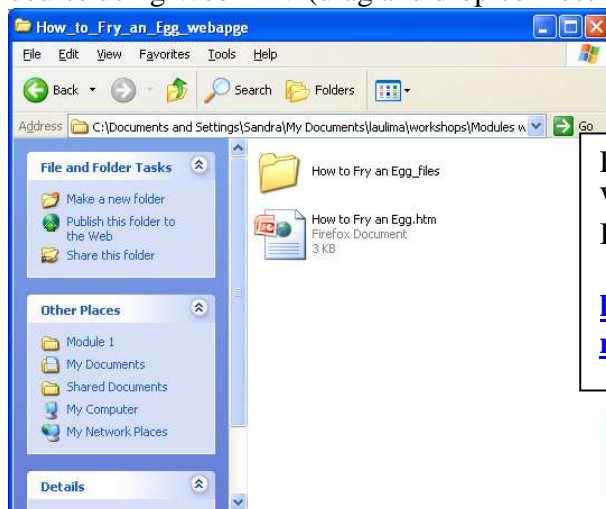 How_to_Fry_an_Egg_webapge
File Edit View Favorites Tools Help
Back Search Folders
Address C:\Documents and Settings\Sandra\My Documents\laulima\workshops\Modules w Go
File and Folder Tasks
Make a new folder
Publish this folder to
the Web
Share this folder
Other Places
Module 1
My Documents
Shared Documents
My Computer
My Network Places
Details
How to Fry an Egg_files
How to Fry an Egg.htm
Firefox Document
3 KB